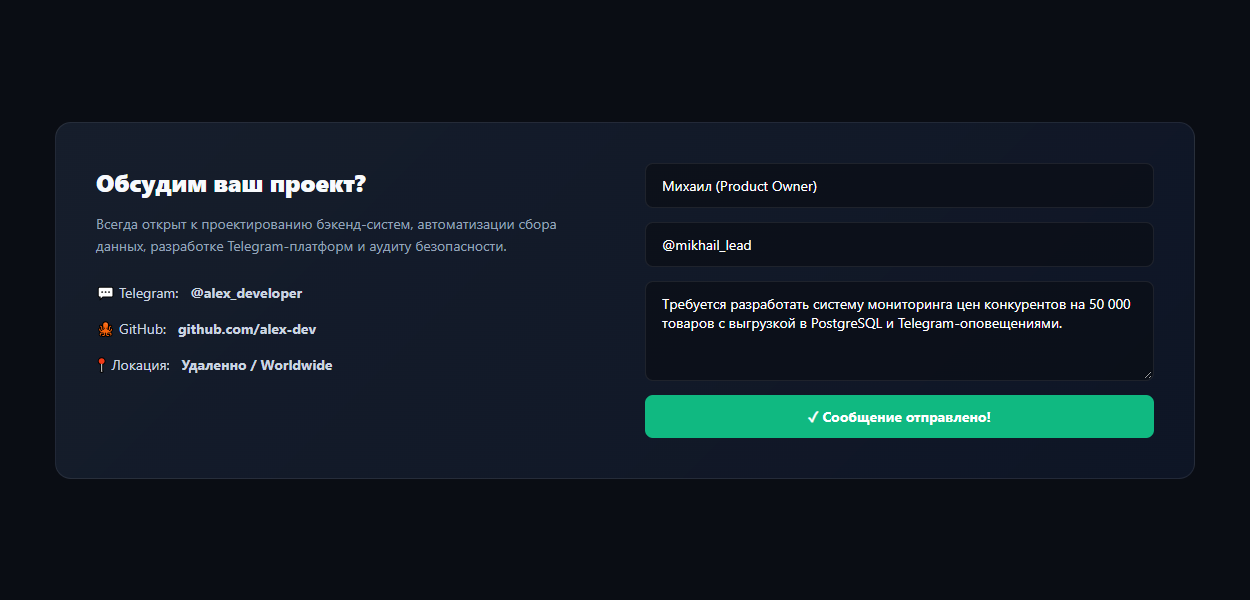 Обсудим ваш проект?
Всегда открыт к проектированию бэкенд-систем, автоматизации сбора
данных, разработке Telegram-платформ и аудиту безопасности.
💬 Telegram: @alex_developer
🐙 GitHub: github.com/alex-dev
📍 Локация: Удаленно / Worldwide
Михаил (Product Owner)
@mikhail_lead
Требуется разработать систему мониторинга цен конкурентов на 50 000
товаров с выгрузкой в PostgreSQL и Telegram-оповещениями.
✓ Сообщение отправлено!